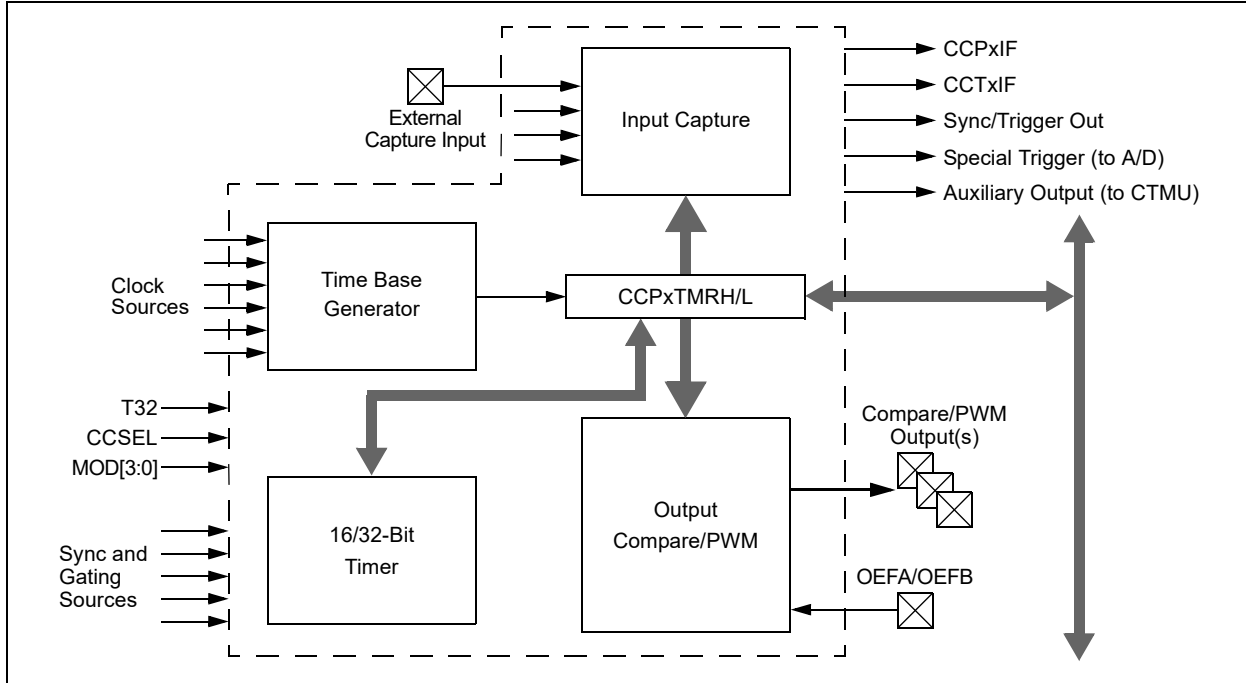 CCPxIF
CCTxIF
Sync/Trigger Out
Special Trigger (to A/D)
Auxiliary Output (to CTMU)
External
Capture Input
Input Capture
Clock
Sources
Time Base
Generator
CCPxTMRH/L
T32
CCSEL
MOD[3:0]
Sync and
Gating
Sources
16/32-Bit
Timer
Output
Compare/PWM
Compare/PWM
Output(s)
OEFA/OEFB